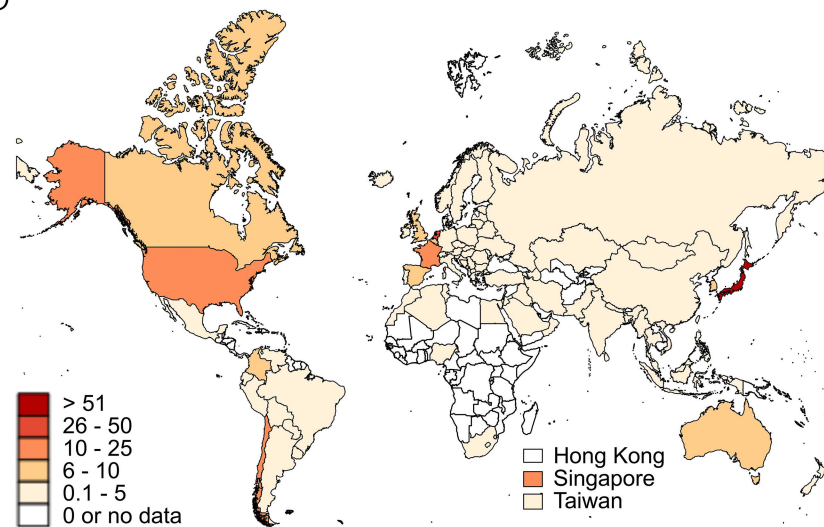 > 51
26 - 50
10 - 25
6 - 10
0.1 - 5
0 or no data
Hong Kong
Singapore
Taiwan